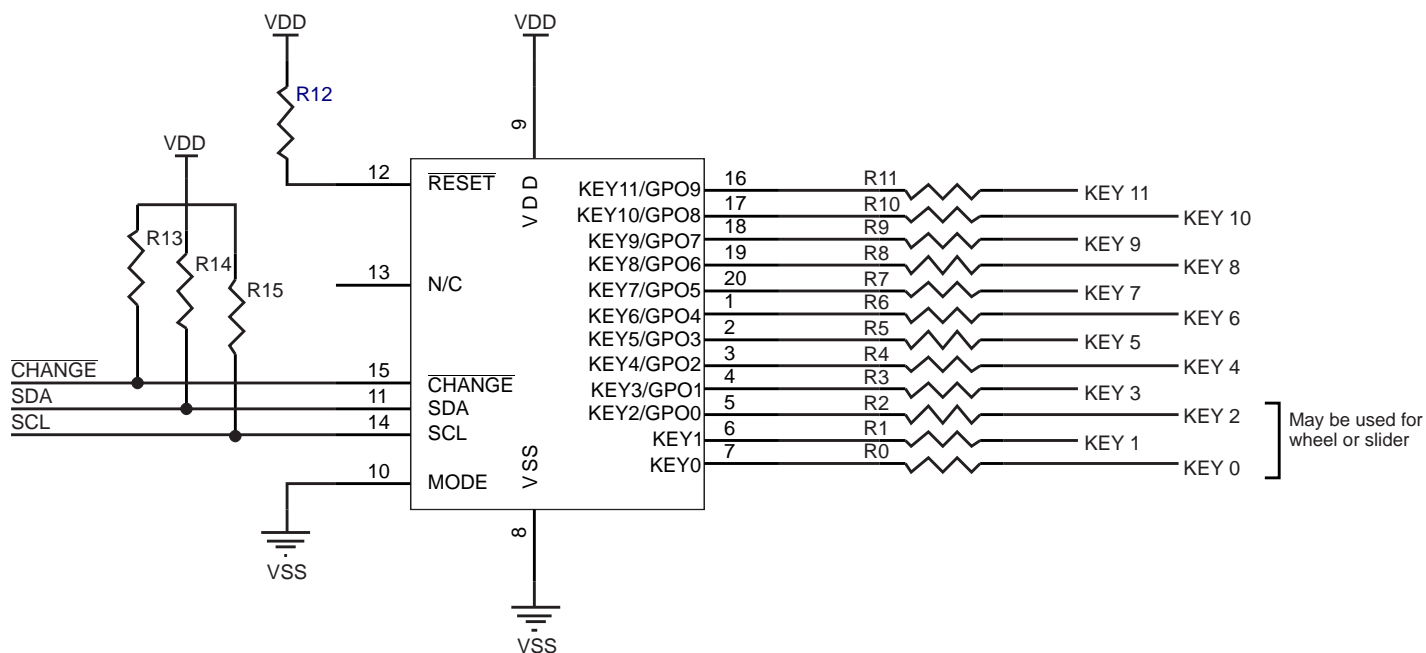 VDD
VDD
R12
VDD
9
12
RESET
VDD
KEY11/GPO9
16
R11
KEY 11
KEY10/GPO8
17
R10
KEY 10
KEY9/GPO7
18
R9
KEY 9
KEY8/GPO6
19
R8
KEY 8
KEY7/GPO5
20
R7
KEY 7
KEY6/GPO4
1
R6
KEY 6
KEY5/GPO3
2
R5
KEY 5
KEY4/GPO2
3
R4
KEY 4
KEY3/GPO1
4
R3
KEY 3
KEY2/GPO0
5
R2
KEY 2
KEY1
6
R1
KEY 1
KEY0
7
R0
KEY 0
May be used for
wheel or slider
R13
R14
R15
13
N/C
CHANGE
15
CHANGE
SDA
11
SDA
SCL
14
SCL
10
MODE
VSS
8
VSS
VSS